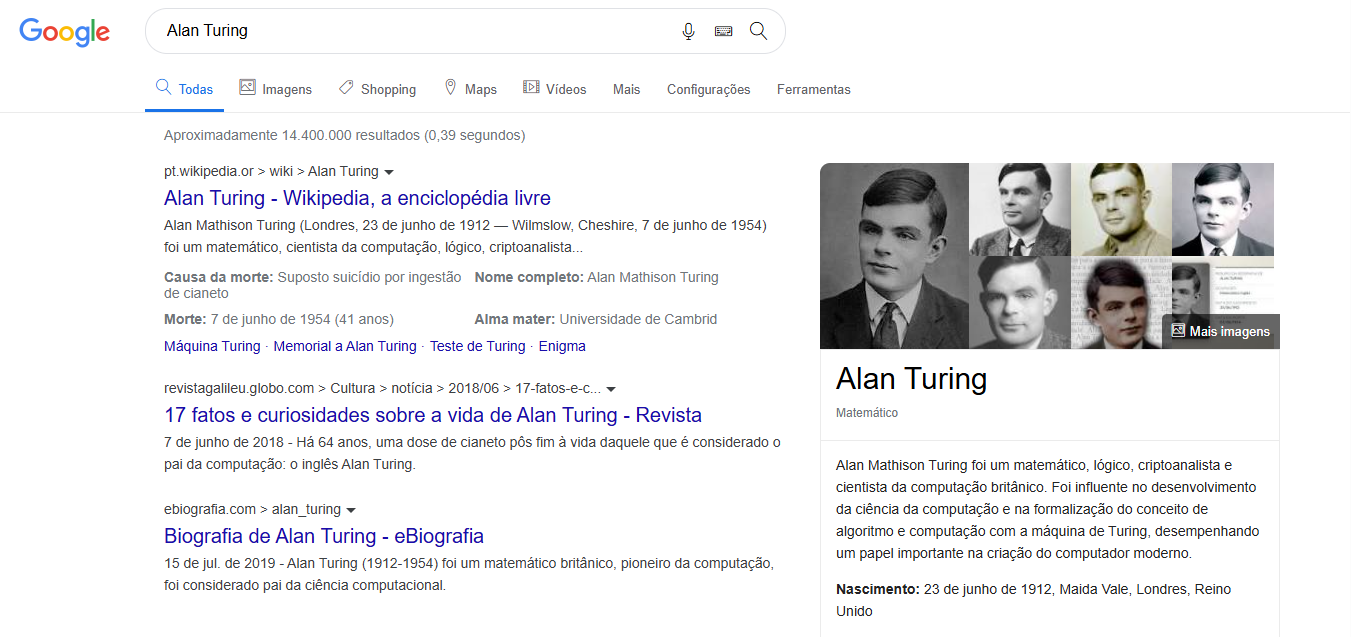 Google
Alan Turing
Todas
Imagens
Shopping
Maps
Vídeos
Mais
Configurações
Ferramentas
Aproximadamente 14.400.000 resultados (0,39 segundos)
pt.wikipedia.or > wiki > Alan Turing
Alan Turing - Wikipedia, a enciclopédia livre
Alan Mathison Turing (Londres, 23 de junho de 1912 — Wilmslow, Cheshire, 7 de junho de 1954)
foi um matemático, cientista da computação, lógico, criptoanalista...
Causa da morte: Suposto suicídio por ingestão
de cianeto
Nome completo: Alan Mathison Turing
Morte: 7 de junho de 1954 (41 anos)
Alma mater: Universidade de Cambrid
Máquina Turing · Memorial a Alan Turing · Teste de Turing · Enigma
revistagalileu.globo.com > Cultura > notícia > 2018/06 > 17-fatos-e-c...
17 fatos e curiosidades sobre a vida de Alan Turing - Revista
7 de junho de 2018 - Há 64 anos, uma dose de cianeto pôs fim à vida daquele que é considerado o
pai da computação: o inglês Alan Turing.
ebiografia.com > alan_turing
Biografia de Alan Turing - eBiografia
15 de jul. de 2019 - Alan Turing (1912-1954) foi um matemático britânico, pioneiro da computação,
foi considerado pai da ciência computacional.
Mais imagens
Alan Turing
Matemático
Alan Mathison Turing foi um matemático, lógico, criptoanalista e
cientista da computação britânico. Foi influente no desenvolvimento
da ciência da computação e na formalização do conceito de
algoritmo e computação com a máquina de Turing, desempenhando
um papel importante na criação do computador moderno.
Nascimento: 23 de junho de 1912, Maida Vale, Londres, Reino
Unido